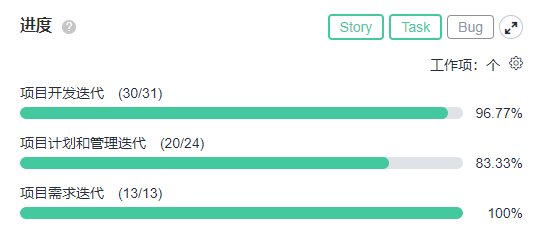 进度 ?
Story Task Bug
工作项：个
项目开发迭代 (30/31)
96.77%
项目计划和管理迭代 (20/24)
83.33%
项目需求迭代 (13/13)
100%